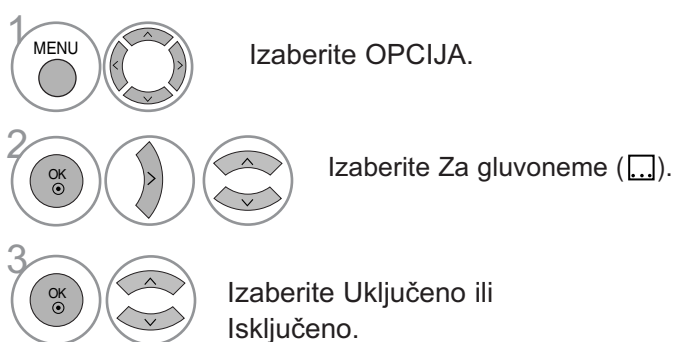 1
MENU
Izaberite OPCIJA.
2
OK
Izaberite Za gluvoneme (...).
3
OK
Izaberite Uključeno ili
Isključeno.